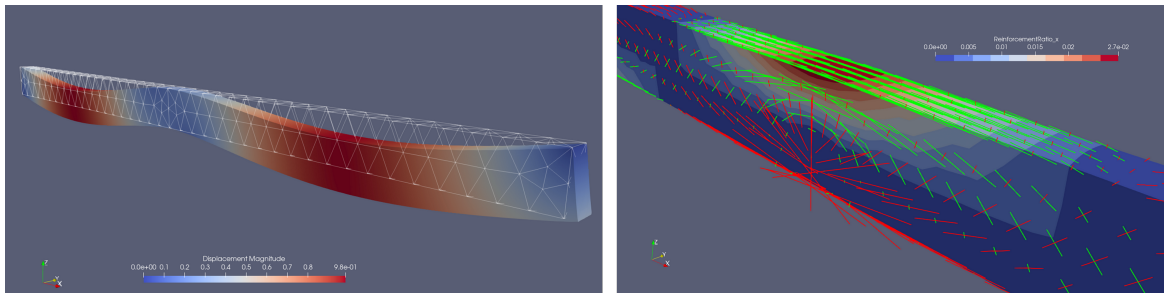 Displacement Magnitude
0.0e+00 0.1 0.2 0.3 0.4 0.5 0.6 0.7 0.8 9.8e-01
Z
Y
X
ReinforcementRatio_x
0.0e+00 0.005 0.01 0.015 0.02 2.7e-02
Z
Y
X